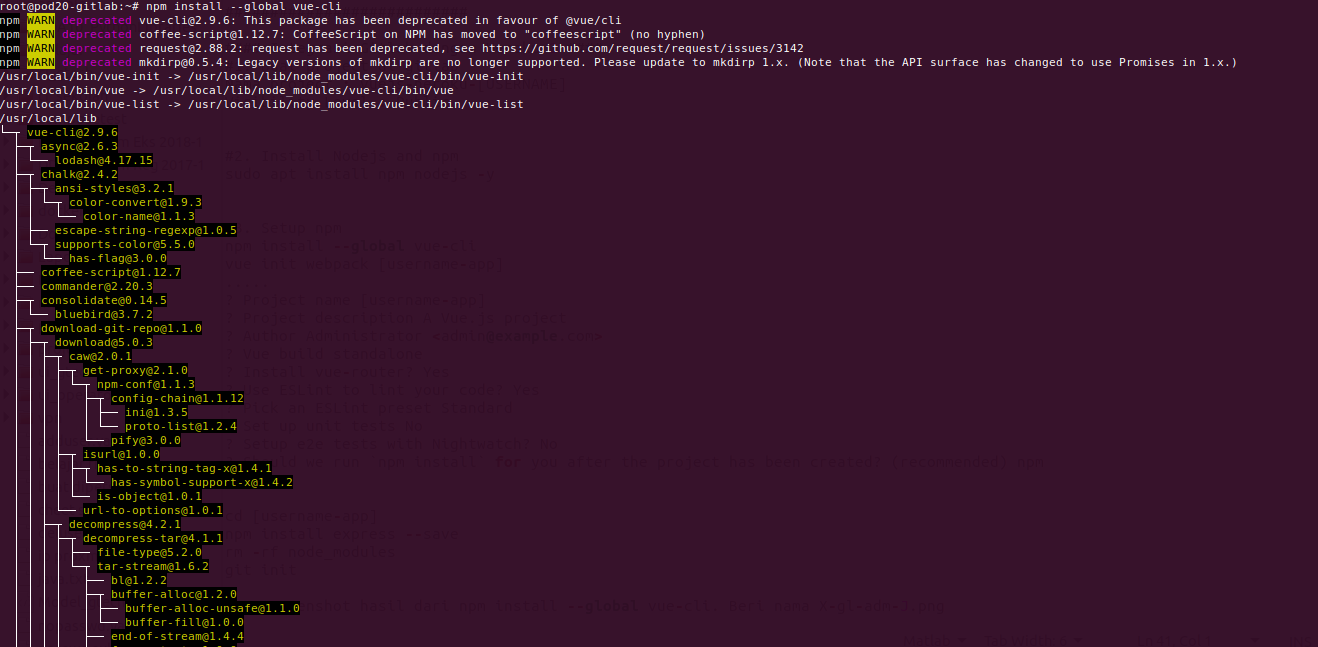 root@pod20-gitlab:~# npm install --global vue-cli
npm WARN deprecated vue-cli@2.9.6: This package has been deprecated in favour of @vue/cli
npm WARN deprecated coffee-script@1.12.7: CoffeeScript on NPM has moved to "coffeescript" (no hyphen)
npm WARN deprecated request@2.88.2: request has been deprecated, see https://github.com/request/request/issues/3142
npm WARN deprecated mkdirp@0.5.4: Legacy versions of mkdirp are no longer supported. Please update to mkdirp 1.x. (Note that the API surface has changed to use Promises in 1.x.)
/usr/local/bin/vue-init -> /usr/local/lib/node_modules/vue-cli/bin/vue-init
/usr/local/bin/vue -> /usr/local/lib/node_modules/vue-cli/bin/vue
/usr/local/bin/vue-list -> /usr/local/lib/node_modules/vue-cli/bin/vue-list
/usr/local/lib
vue-cli@2.9.6
async@2.6.3
lodash@4.17.15
chalk@2.4.2
ansi-styles@3.2.1
color-convert@1.9.3
color-name@1.1.3
escape-string-regexp@1.0.5
supports-color@5.5.0
has-flag@3.0.0
coffee-script@1.12.7
commander@2.20.3
consolidate@0.14.5
bluebird@3.7.2
download-git-repo@1.1.0
download@5.0.3
caw@2.0.1
get-proxy@2.1.0
npm-conf@1.1.3
config-chain@1.1.12
ini@1.3.5
proto-list@1.2.4
pify@3.0.0
isurl@1.0.0
has-to-string-tag-x@1.4.1
has-symbol-support-x@1.4.2
is-object@1.0.1
url-to-options@1.0.1
decompress@4.2.1
decompress-tar@4.1.1
file-type@5.2.0
tar-stream@1.6.2
bl@1.2.2
buffer-alloc@1.2.0
buffer-alloc-unsafe@1.1.0
buffer-fill@1.0.0
end-of-stream@1.4.4